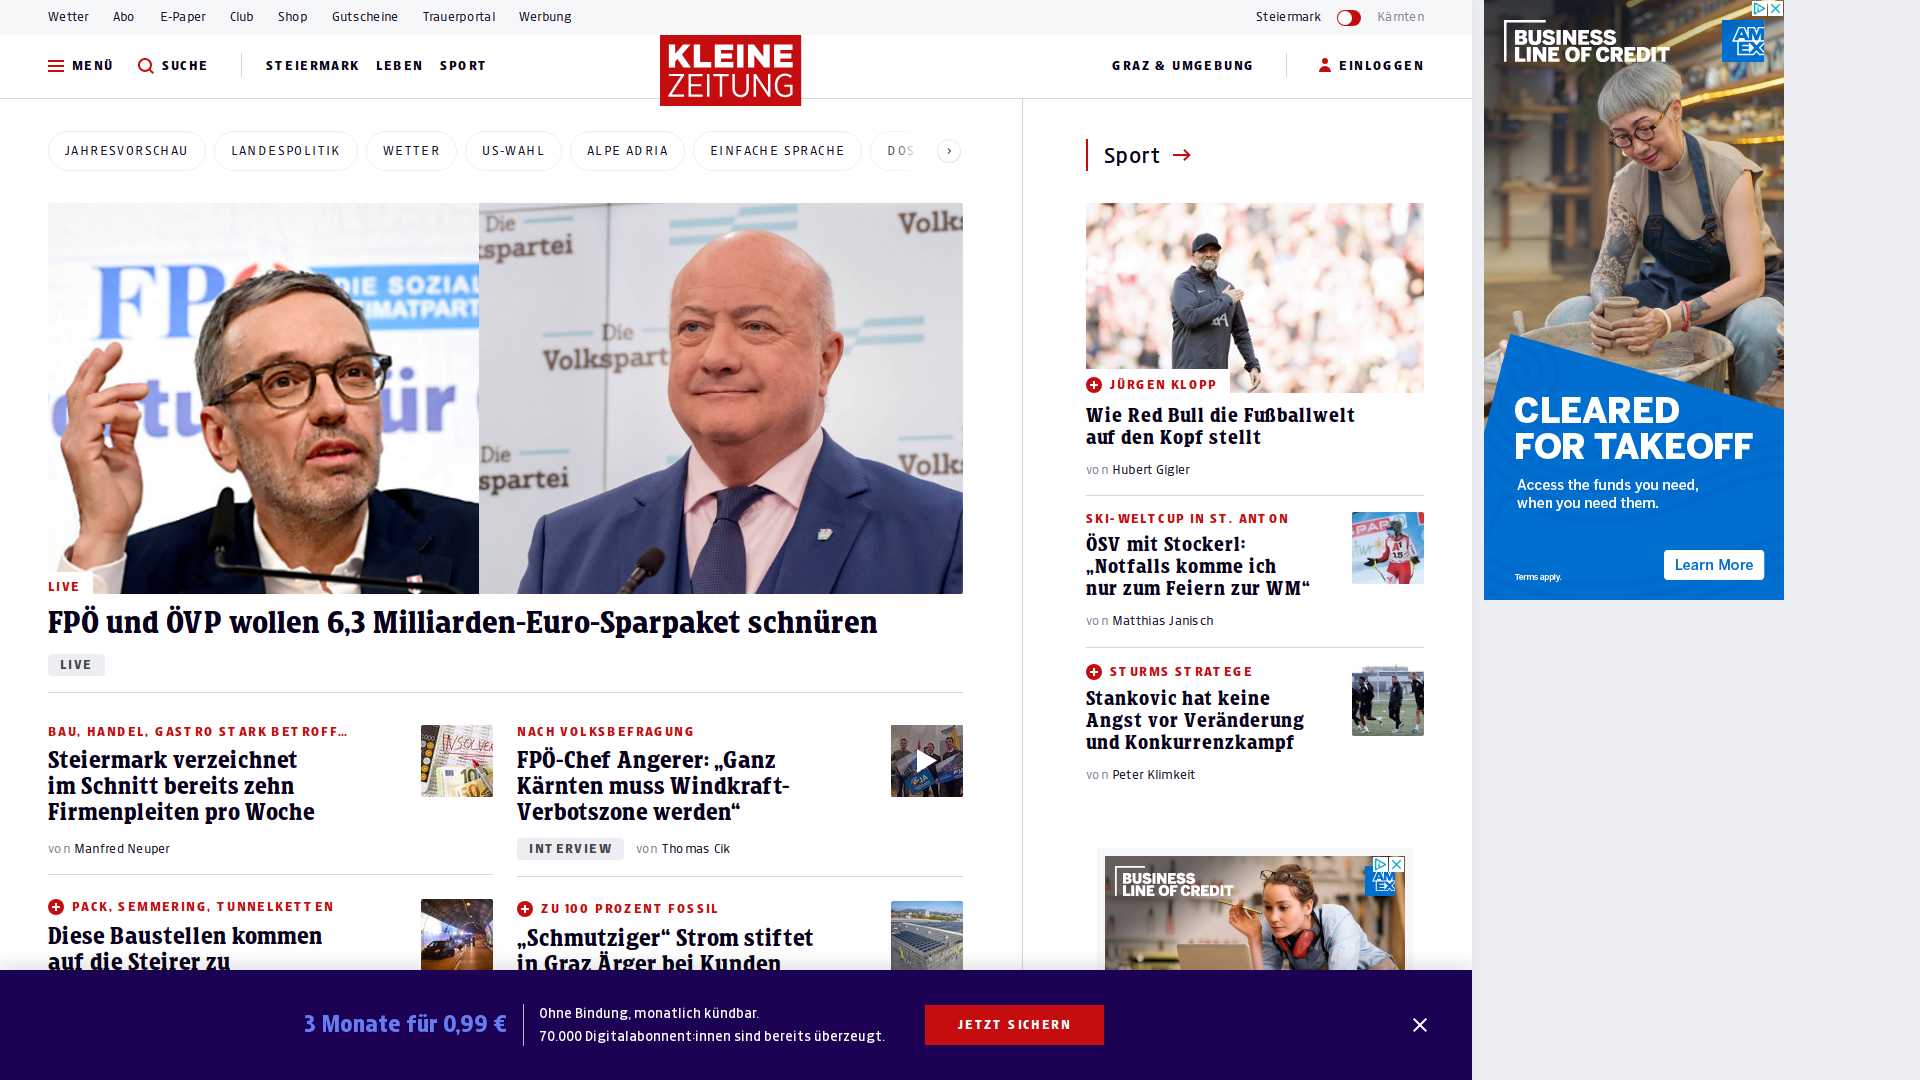 Wetter Abo E-Paper Club Shop Gutscheine Trauerportal Werbung
Steiermark Kärnten
MENÜ SUCHE STEIERMARK LEBEN SPORT
KLEINE
ZEITUNG
GRAZ & UMGEBUNG EINLOGGEN
JAHRESVORSCHAU LANDESPOLITIK WETTER US-WAHL ALPE ADRIA EINFACHE SPRACHE DOS
LIVE
FPÖ und ÖVP wollen 6,3 Milliarden-Euro-Sparpaket schnüren
LIVE
BAU, HANDEL, GASTRO STARK BETROFF…
Steiermark verzeichnet
im Schnitt bereits zehn
Firmenpleiten pro Woche
von Manfred Neuper
NACH VOLKSBEFRAGUNG
FPÖ-Chef Angerer: „Ganz
Kärnten muss Windkraft-
Verbotszone werden“
INTERVIEW von Thomas Cik
PACK, SEMMERING, TUNNELKETTEN
Diese Baustellen kommen
auf die Steirer zu
ZU 100 PROZENT FOSSIL
„Schmutziger“ Strom stiftet
in Graz Ärger bei Kunden
Sport
JÜRGEN KLOPP
Wie Red Bull die Fußballwelt
auf den Kopf stellt
von Hubert Gigler
SKI-WELTCUP IN ST. ANTON
ÖSV mit Stockerl:
„Notfalls komme ich
nur zum Feiern zur WM“
von Matthias Janisch
STURMS STRATEGE
Stankovic hat keine
Angst vor Veränderung
und Konkurrenzkampf
von Peter Klimkeit
BUSINESS
LINE OF CREDIT
AM
EX
BUSINESS
LINE OF CREDIT
AM
EX
CLEARED
FOR TAKEOFF
Access the funds you need,
when you need them.
Learn More
Terms apply.
3 Monate für 0,99 €
Ohne Bindung, monatlich kündbar.
70.000 Digitalabonnent:innen sind bereits überzeugt.
JETZT SICHERN